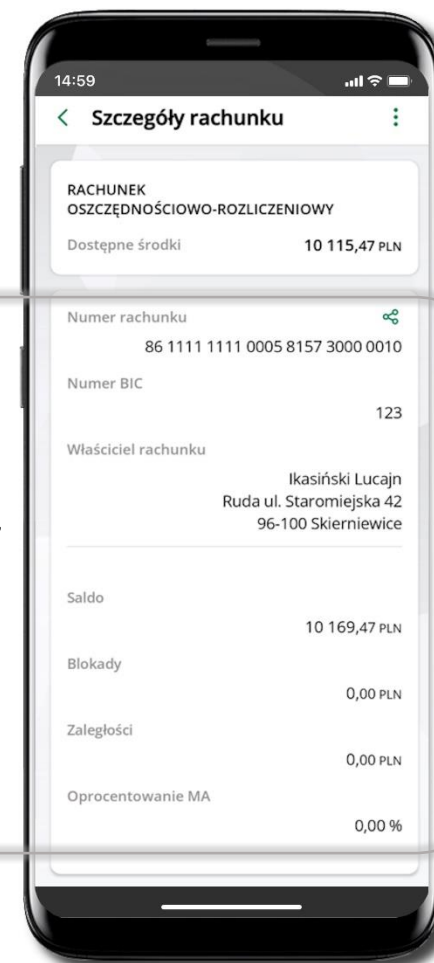 14:59
Szczegóły rachunku
RACHUNEK
OSZCZĘDNOŚCIOWO-ROZLICZENIOWY
Dostępne środki 10 115,47 PLN
Numer rachunku
86 1111 1111 0005 8157 3000 0010
Numer BIC
123
Właściciel rachunku
Ikasiński Lucajn
Ruda ul. Staromiejska 42
96-100 Skierniewice
Saldo
10 169,47 PLN
Blokady
0,00 PLN
Zaległości
0,00 PLN
Oprocentowanie MA
0,00 %